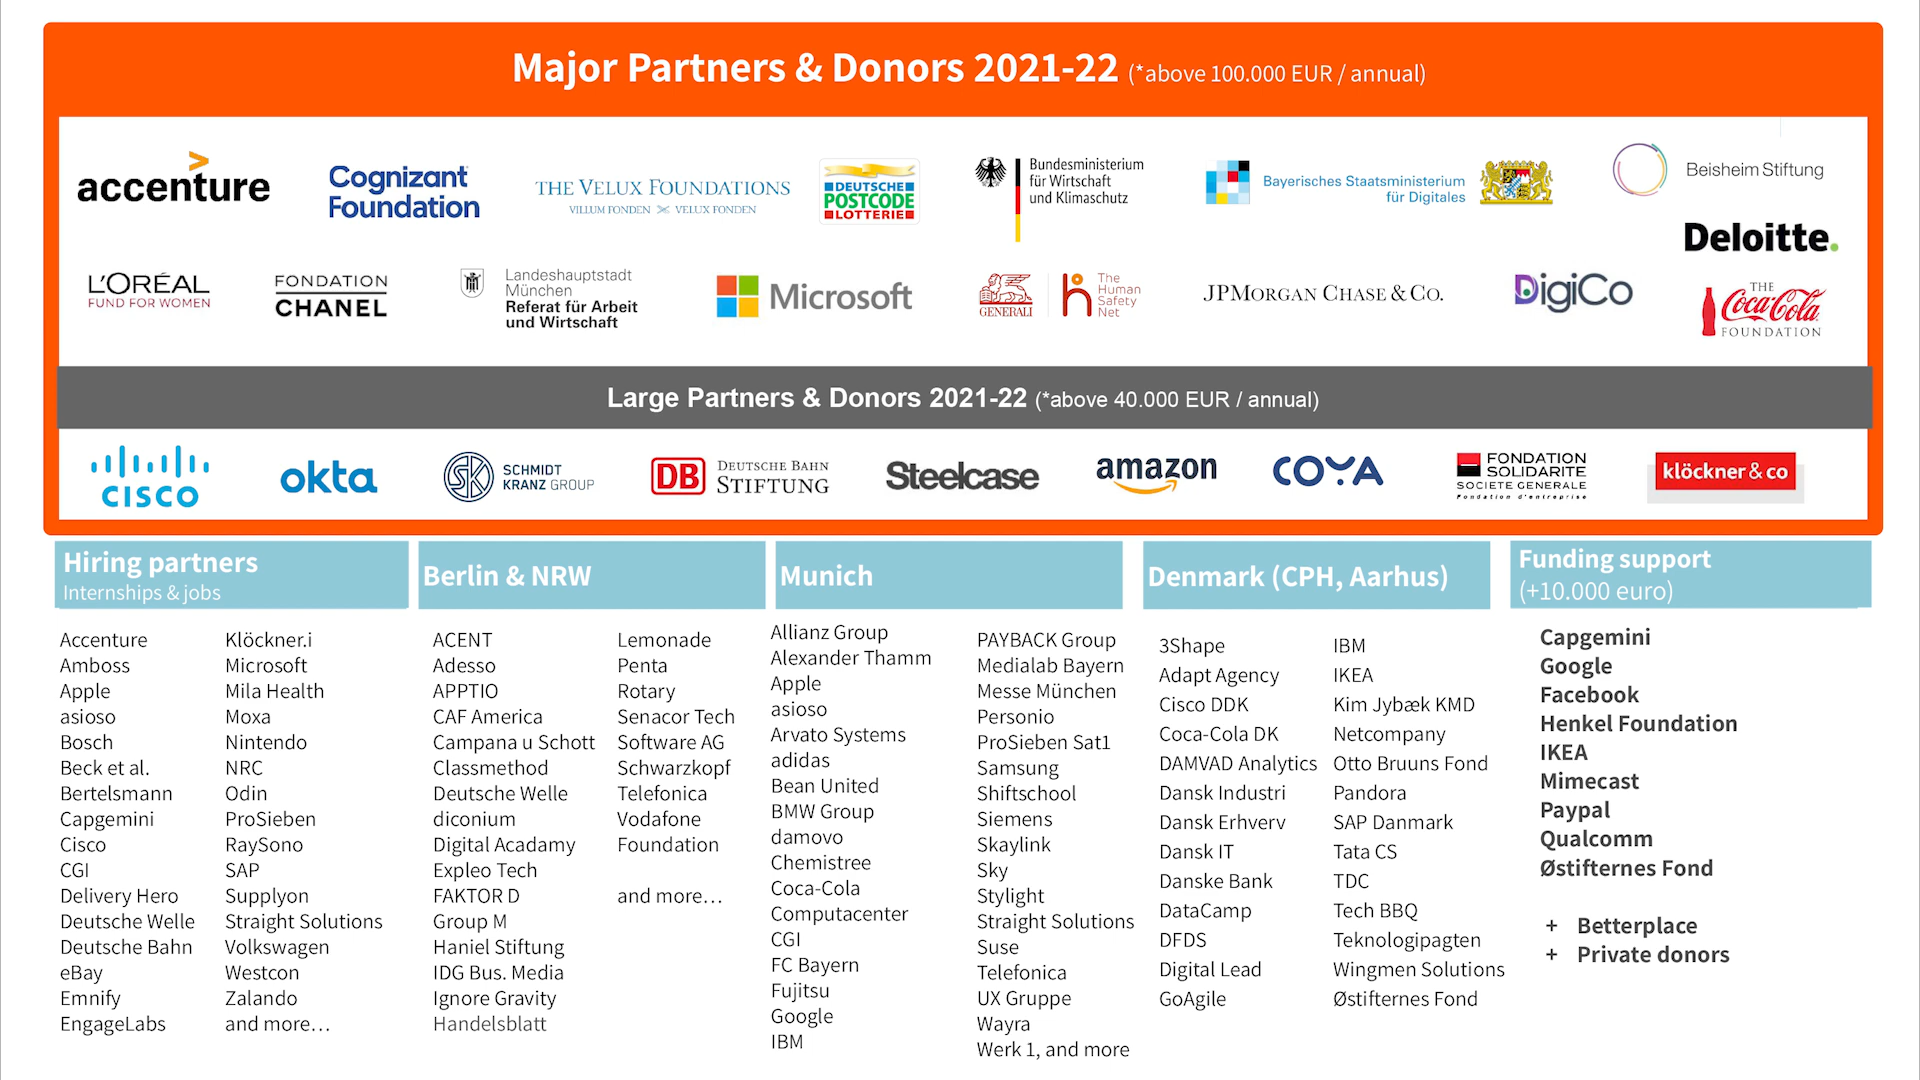 Major Partners & Donors 2021-22 (*above 100.000 EUR / annual)
accenture
Cognizant
Foundation
THE VELUX FOUNDATIONS
VILLUM FONDEN VELUX FONDEN
DEUTSCHE
POSTCODE
LOTTERIE
Bundesministerium
für Wirtschaft
und Klimaschutz
Bayerisches Staatsministerium
für Digitales
Beisheim Stiftung
Deloitte.
L'ORÉAL
FUND FOR WOMEN
FONDATION
CHANEL
Landeshauptstadt
München
Referat für Arbeit
und Wirtschaft
Microsoft
GENERALI
The
Human
Safety
Net
JPMORGAN CHASE & CO.
DigiCo
THE
Coca-Cola
FOUNDATION
Large Partners & Donors 2021-22 (*above 40.000 EUR / annual)
CISCO
okta
SK
SCHMIDT
KRANZ GROUP
DB
DEUTSCHE BAHN
STIFTUNG
Steelcase
amazon
COYA
FONDATION
SOLIDARITE
SOCIETE GENERALE
Fondation d'entreprise
klöckner & co
Hiring partners
Internships & jobs
Accenture
Amboss
Apple
asioso
Bosch
Beck et al.
Bertelsmann
Capgemini
Cisco
CGI
Delivery Hero
Deutsche Welle
Deutsche Bahn
eBay
Emnify
EngageLabs
Klöckner.i
Microsoft
Mila Health
Moxa
Nintendo
NRC
Odin
ProSieben
RaySono
SAP
Supplyon
Straight Solutions
Volkswagen
Westcon
Zalando
and more…
Berlin & NRW
ACENT
Adesso
APPTIO
CAF America
Campana u Schott
Classmethod
Deutsche Welle
diconium
Digital Acadamy
Expleo Tech
FAKTOR D
Group M
Haniel Stiftung
IDG Bus. Media
Ignore Gravity
Handelsblatt
Lemonade
Penta
Rotary
Senacor Tech
Software AG
Schwarzkopf
Telefonica
Vodafone
Foundation
and more…
Munich
Allianz Group
Alexander Thamm
Apple
asioso
Arvato Systems
adidas
Bean United
BMW Group
damovo
Chemistree
Coca-Cola
Computacenter
CGI
FC Bayern
Fujitsu
Google
IBM
PAYBACK Group
Medialab Bayern
Messe München
Personio
ProSieben Sat1
Samsung
Shiftschool
Siemens
Skaylink
Sky
Stylight
Straight Solutions
Suse
Telefonica
UX Gruppe
Wayra
Werk 1, and more
Denmark (CPH, Aarhus)
3Shape
Adapt Agency
Cisco DDK
Coca-Cola DK
DAMVAD Analytics
Dansk Industri
Dansk Erhverv
Dansk IT
Danske Bank
DataCamp
DFDS
Digital Lead
GoAgile
IBM
IKEA
Kim Jybæk KMD
Netcompany
Otto Bruuns Fond
Pandora
SAP Danmark
Tata CS
TDC
Tech BBQ
Teknologipagten
Wingmen Solutions
Østifternes Fond
Funding support
(+10.000 euro)
Capgemini
Google
Facebook
Henkel Foundation
IKEA
Mimecast
Paypal
Qualcomm
Østifternes Fond
+ Betterplace
+ Private donors